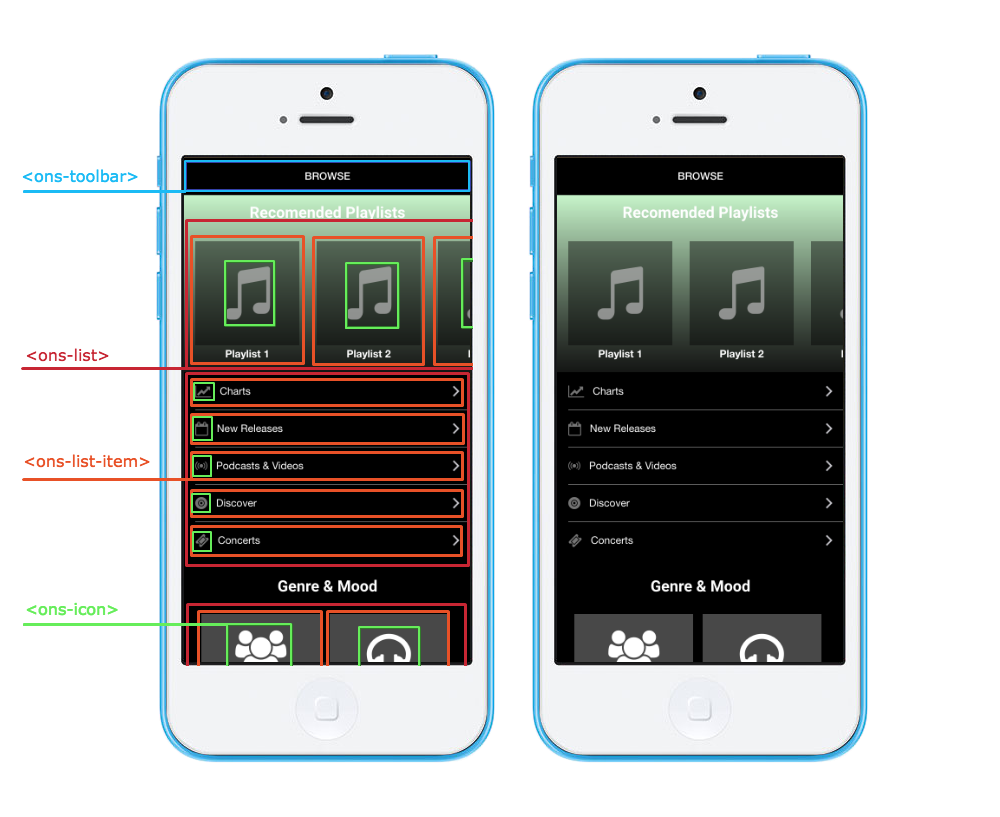 <ons-toolbar>
BROWSE
Recomended Playlists
Playlist 1
Playlist 2
<ons-list>
Charts
New Releases
<ons-list-item>
Podcasts & Videos
Discover
Concerts
Genre & Mood
<ons-icon>
BROWSE
Recomended Playlists
Playlist 1
Playlist 2
Charts
New Releases
Podcasts & Videos
Discover
Concerts
Genre & Mood